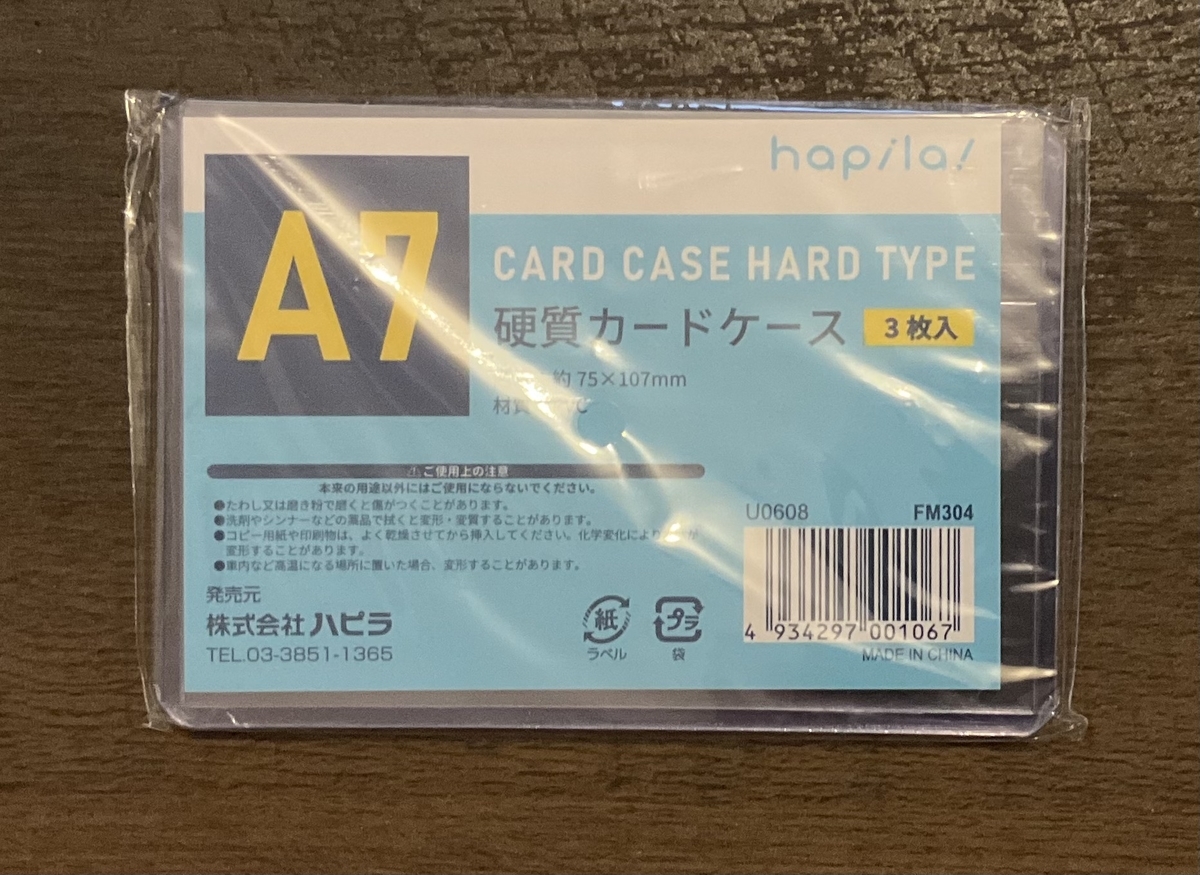 hapila!
A7
CARD CASE HARD TYPE
硬質カードケース 3枚入
約75×107mm
材質
⚠ご使用上の注意
本来の用途以外にはご使用にならないでください。
●たわし又は磨き粉で磨くと傷がつくことがあります。
●洗剤やシンナーなどの薬品で拭くと変形・変質することがあります。
●コピー用紙や印刷物は、よく乾燥させてから挿入してください。化学変化により
変形することがあります。
●車内など高温になる場所に置いた場合、変形することがあります。
発売元
株式会社ハピラ
TEL.03-3851-1365
紙
ラベル
プラ
袋
U0608 FM304
4 934297 001067
MADE IN CHINA